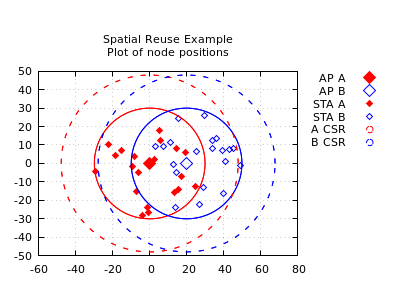 Spatial Reuse Example
Plot of node positions
50
40
30
20
10
0
-10
-20
-30
-40
-50
-60
-40
-20
0
20
40
60
80
AP A
AP B
STA A
STA B
A CSR
B CSR